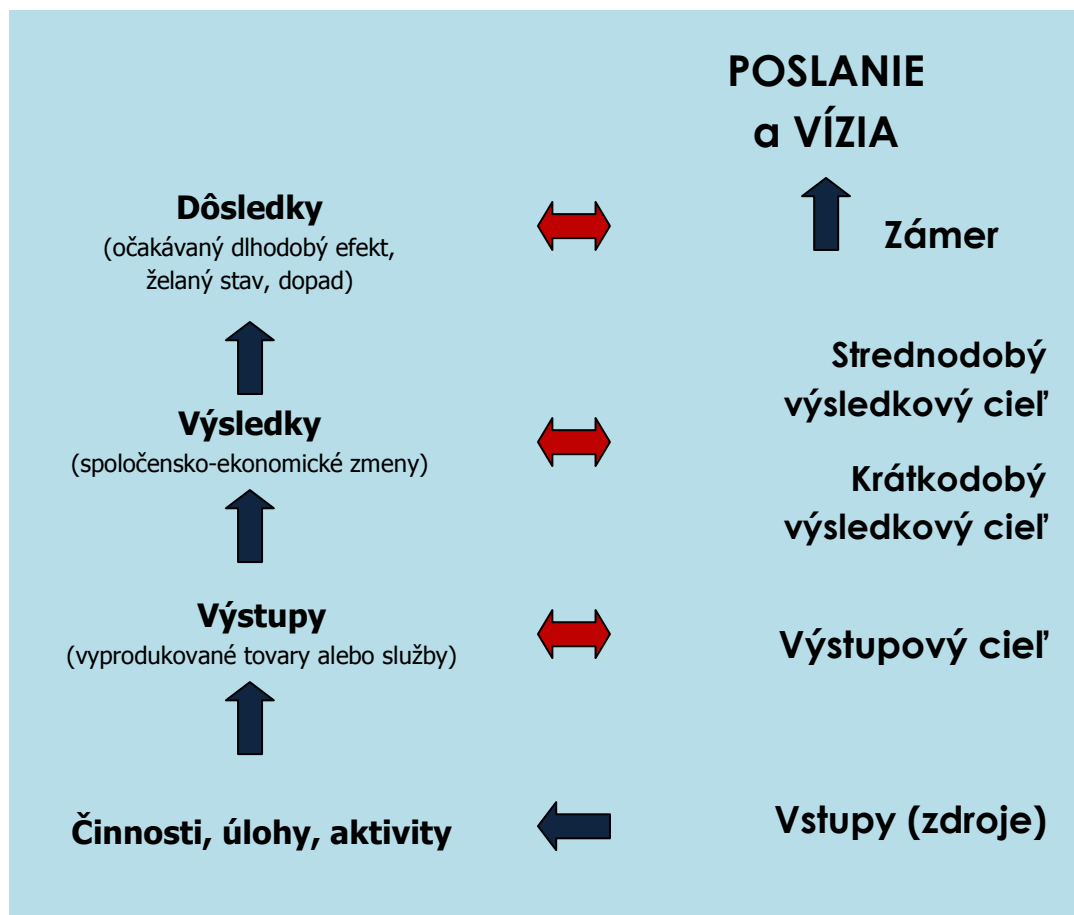 POSLANIE
a VÍZIA
Dôsledky
(očakávaný dlhodobý efekt,
želaný stav, dopad)
Zámer
Strednodobý
výsledkový cieľ
Výsledky
(spoločensko-ekonomické zmeny)
Krátkodobý
výsledkový cieľ
Výstupy
(vyprodukované tovary alebo služby)
Výstupový cieľ
Činnosti, úlohy, aktivity
Vstupy (zdroje)